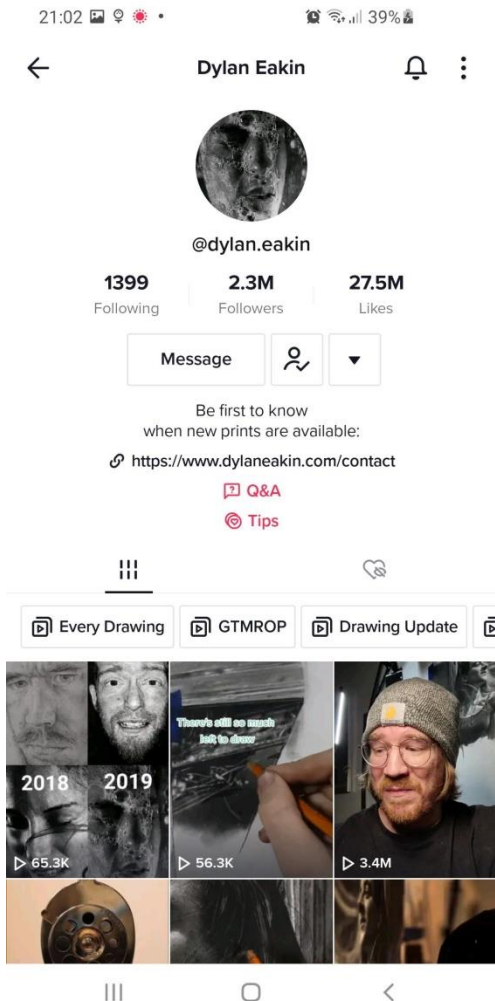 21:02
39%
Dylan Eakin
@dylan.eakin
1399 2.3M 27.5M
Following Followers Likes
Message
Be first to know
when new prints are available:
https://www.dylaneakin.com/contact
Q&A
Tips
Every Drawing GTMROP Drawing Update
There's still so much
left to draw
2018 2019
65.3K 56.3K 3.4M